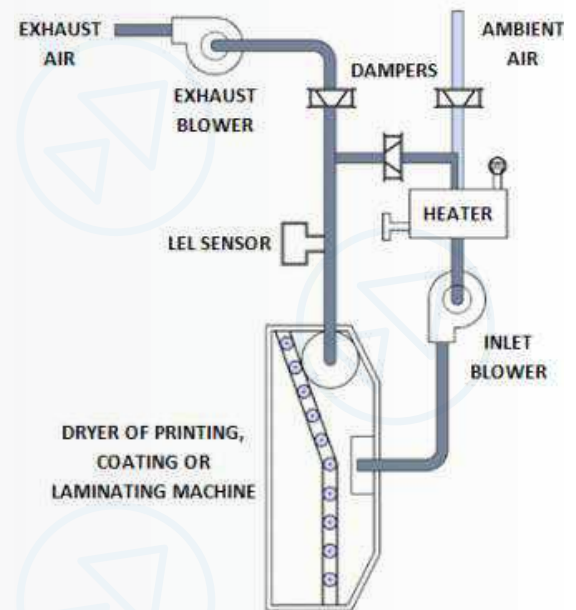 EXHAUST
AIR
EXHAUST
BLOWER
DAMPERS
AMBIENT
AIR
HEATER
LEL SENSOR
INLET
BLOWER
DRYER OF PRINTING,
COATING OR
LAMINATING MACHINE